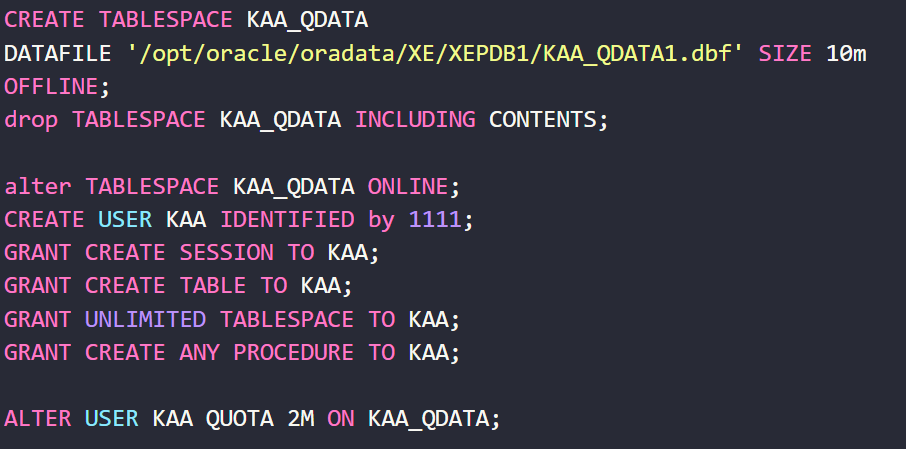 CREATE TABLESPACE KAA_QDATA
DATAFILE '/opt/oracle/oradata/XE/XEPDB1/KAA_QDATA1.dbf' SIZE 10m
OFFLINE;
drop TABLESPACE KAA_QDATA INCLUDING CONTENTS;
alter TABLESPACE KAA_QDATA ONLINE;
CREATE USER KAA IDENTIFIED by 1111;
GRANT CREATE SESSION TO KAA;
GRANT CREATE TABLE TO KAA;
GRANT UNLIMITED TABLESPACE TO KAA;
GRANT CREATE ANY PROCEDURE TO KAA;
ALTER USER KAA QUOTA 2M ON KAA_QDATA;